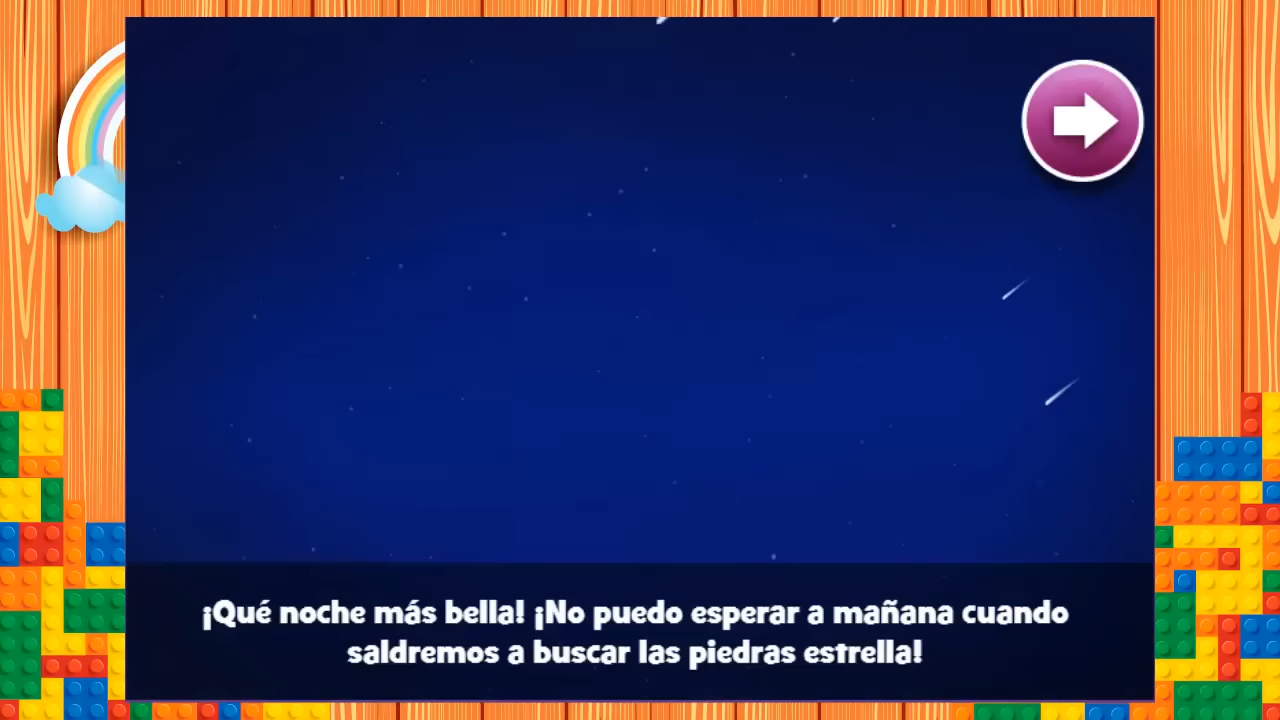 ¡Qué noche más bella! ¡No puedo esperar a mañana cuando
saldremos a buscar las piedras estrella!